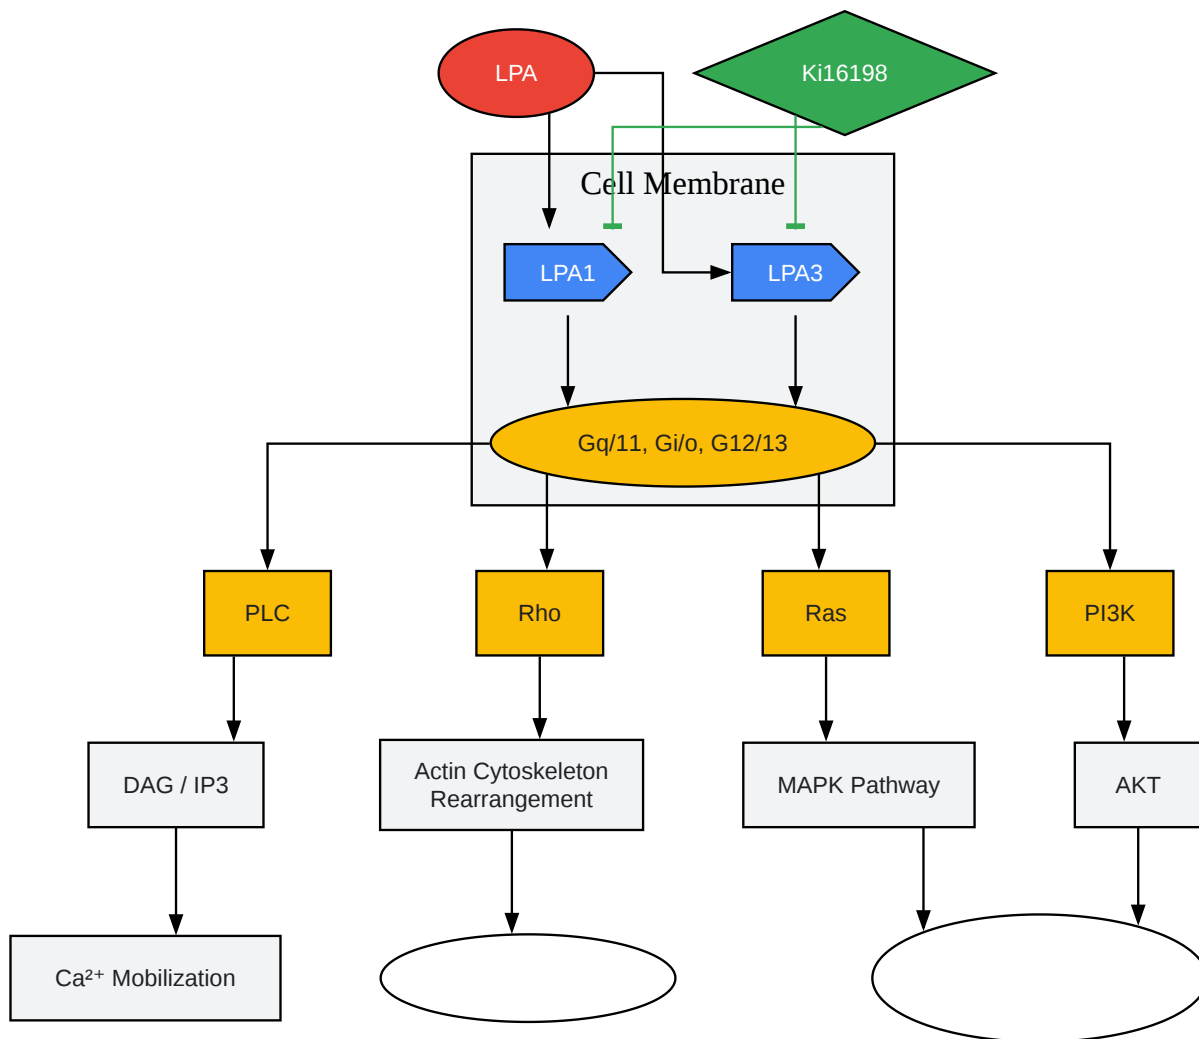 LPA
Ki16198
Cell Membrane
LPA1
LPA3
Gq/11, Gi/o, G12/13
PLC
Rho
Ras
PI3K
DAG / IP3
Actin Cytoskeleton
Rearrangement
MAPK Pathway
AKT
Ca²⁺ Mobilization